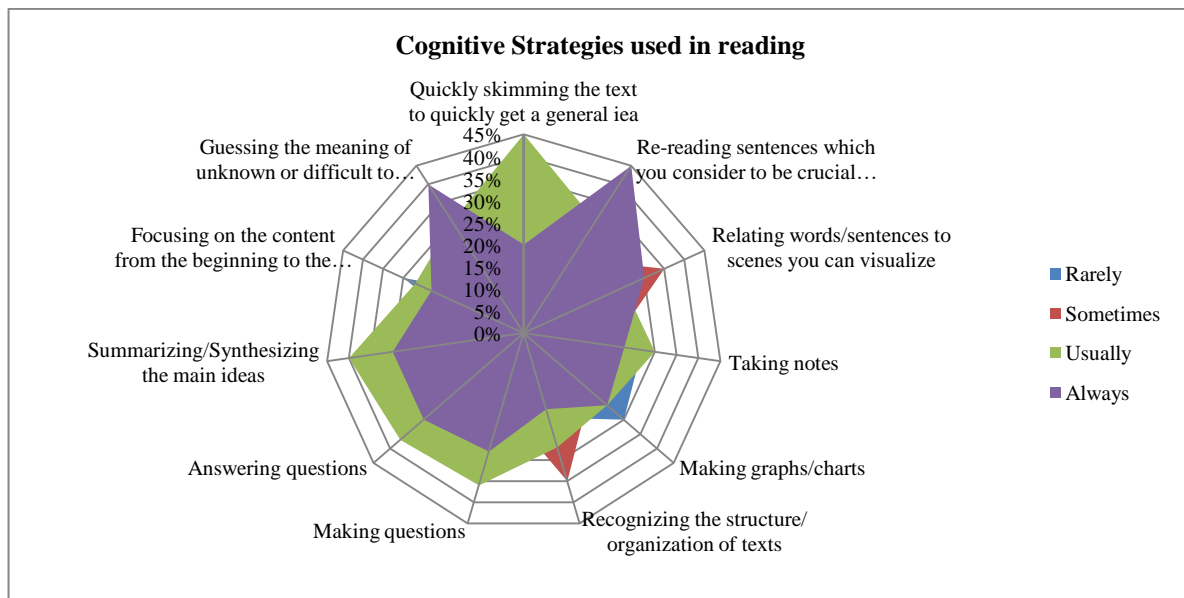 Cognitive Strategies used in reading
Quickly skimming the text
to quickly get a general iea
Re-reading sentences which
you consider to be crucial…
Relating words/sentences to
scenes you can visualize
Taking notes
Making graphs/charts
Recognizing the structure/
organization of texts
Making questions
Answering questions
Summarizing/Synthesizing
the main ideas
Focusing on the content
from the beginning to the…
Guessing the meaning of
unknown or difficult to…
45%
40%
35%
30%
25%
20%
15%
10%
5%
0%
Rarely
Sometimes
Usually
Always